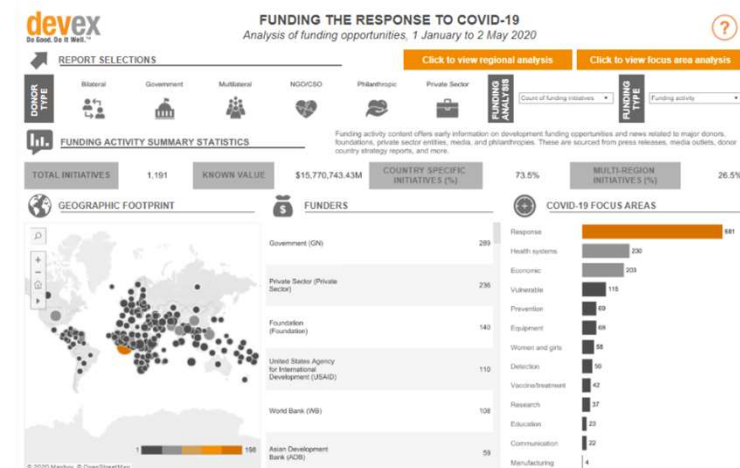 devex
Do Good. Do It Well.™
FUNDING THE RESPONSE TO COVID-19
Analysis of funding opportunities, 1 January to 2 May 2020
?
REPORT SELECTIONS
Click to view regional analysis
Click to view focus area analysis
DONOR TYPE
Bilateral
Government
Multilateral
NGO/CSO
Philanthropic
Private Sector
FUNDING ANALYSIS
Count of funding initiatives
FUNDING TYPE
Funding activity
FUNDING ACTIVITY SUMMARY STATISTICS
Funding activity content offers early information on development funding opportunities and news related to major donors,
foundations, private sector entities, media, and philanthropies. These are sourced from press releases, media outlets, donor
country strategy reports, and more.
TOTAL INITIATIVES
1,191
KNOWN VALUE
$15,770,743.43M
COUNTRY SPECIFIC
INITIATIVES (%)
73.5%
MULTI-REGION
INITIATIVES (%)
26.5%
GEOGRAPHIC FOOTPRINT
1
198
© 2020 Mapbox © OpenStreetMap
FUNDERS
Government (GN)
289
Private Sector (Private
Sector)
236
Foundation
(Foundation)
140
United States Agency
for International
Development (USAID)
110
World Bank (WB)
108
Asian Development
Bank (ADB)
59
COVID-19 FOCUS AREAS
Response
681
Health systems
230
Economic
203
Vulnerable
118
Prevention
69
Equipment
68
Women and girls
58
Detection
50
Vaccine/treatment
42
Research
37
Education
23
Communication
22
Manufacturing
4